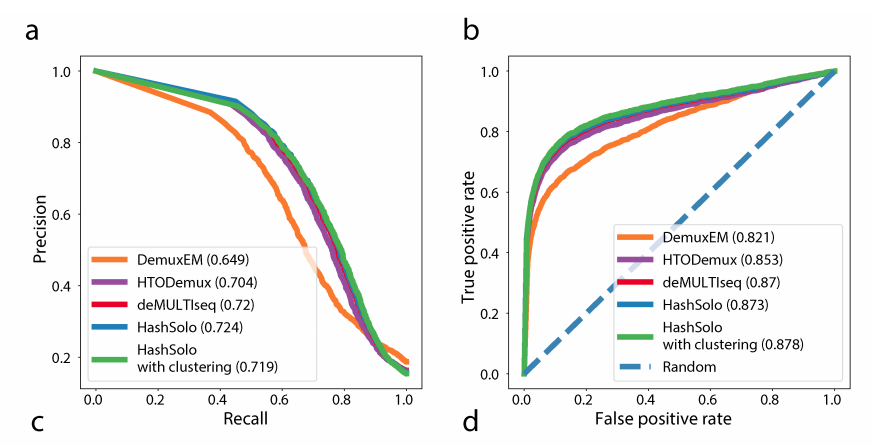 a
1.0
0.8
0.6
0.4
0.2
Precision
DemuxEM (0.649)
HTODemux (0.704)
deMULTIseq (0.72)
HashSolo (0.724)
HashSolo
with clustering (0.719)
0.0 0.2 0.4 0.6 0.8 1.0
Recall
b
1.0
0.8
0.6
0.4
0.2
0.0
True positive rate
DemuxEM (0.821)
HTODemux (0.853)
deMULTIseq (0.87)
HashSolo (0.873)
HashSolo
with clustering (0.878)
Random
0.0 0.2 0.4 0.6 0.8 1.0
False positive rate
c
d